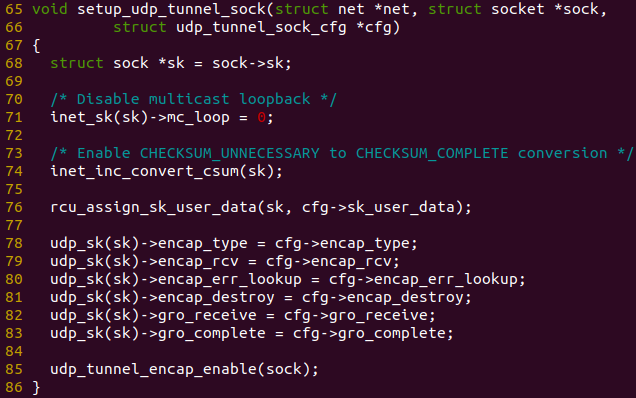 65 void setup_udp_tunnel_sock(struct net *net, struct socket *sock,
66          struct udp_tunnel_sock_cfg *cfg)
67 {
68   struct sock *sk = sock->sk;
69
70   /* Disable multicast loopback */
71   inet_sk(sk)->mc_loop = 0;
72
73   /* Enable CHECKSUM_UNNECESSARY to CHECKSUM_COMPLETE conversion */
74   inet_inc_convert_csum(sk);
75
76   rcu_assign_sk_user_data(sk, cfg->sk_user_data);
77
78   udp_sk(sk)->encap_type = cfg->encap_type;
79   udp_sk(sk)->encap_rcv = cfg->encap_rcv;
80   udp_sk(sk)->encap_err_lookup = cfg->encap_err_lookup;
81   udp_sk(sk)->encap_destroy = cfg->encap_destroy;
82   udp_sk(sk)->gro_receive = cfg->gro_receive;
83   udp_sk(sk)->gro_complete = cfg->gro_complete;
84
85   udp_tunnel_encap_enable(sock);
86 }